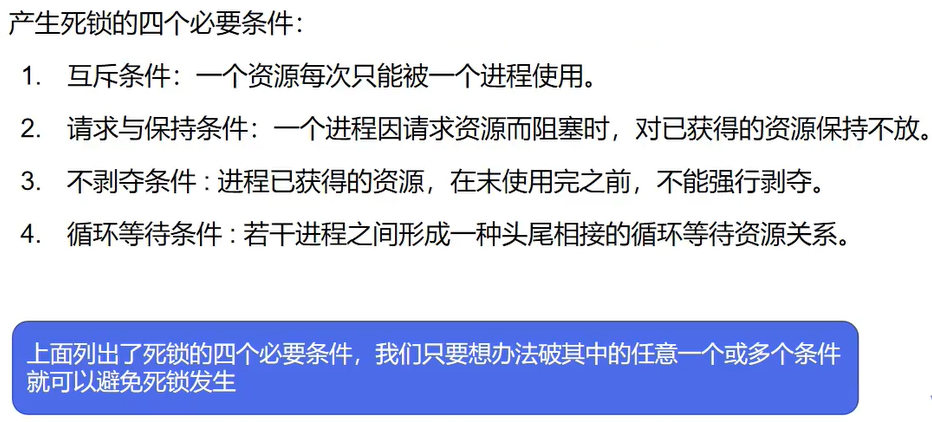 产生死锁的四个必要条件：
1. 互斥条件：一个资源每次只能被一个进程使用。
2. 请求与保持条件：一个进程因请求资源而阻塞时，对已获得的资源保持不放。
3. 不剥夺条件 : 进程已获得的资源，在末使用完之前，不能强行剥夺。
4. 循环等待条件 : 若干进程之间形成一种头尾相接的循环等待资源关系。
上面列出了死锁的四个必要条件，我们只要想办法破其中的任意一个或多个条件
就可以避免死锁发生